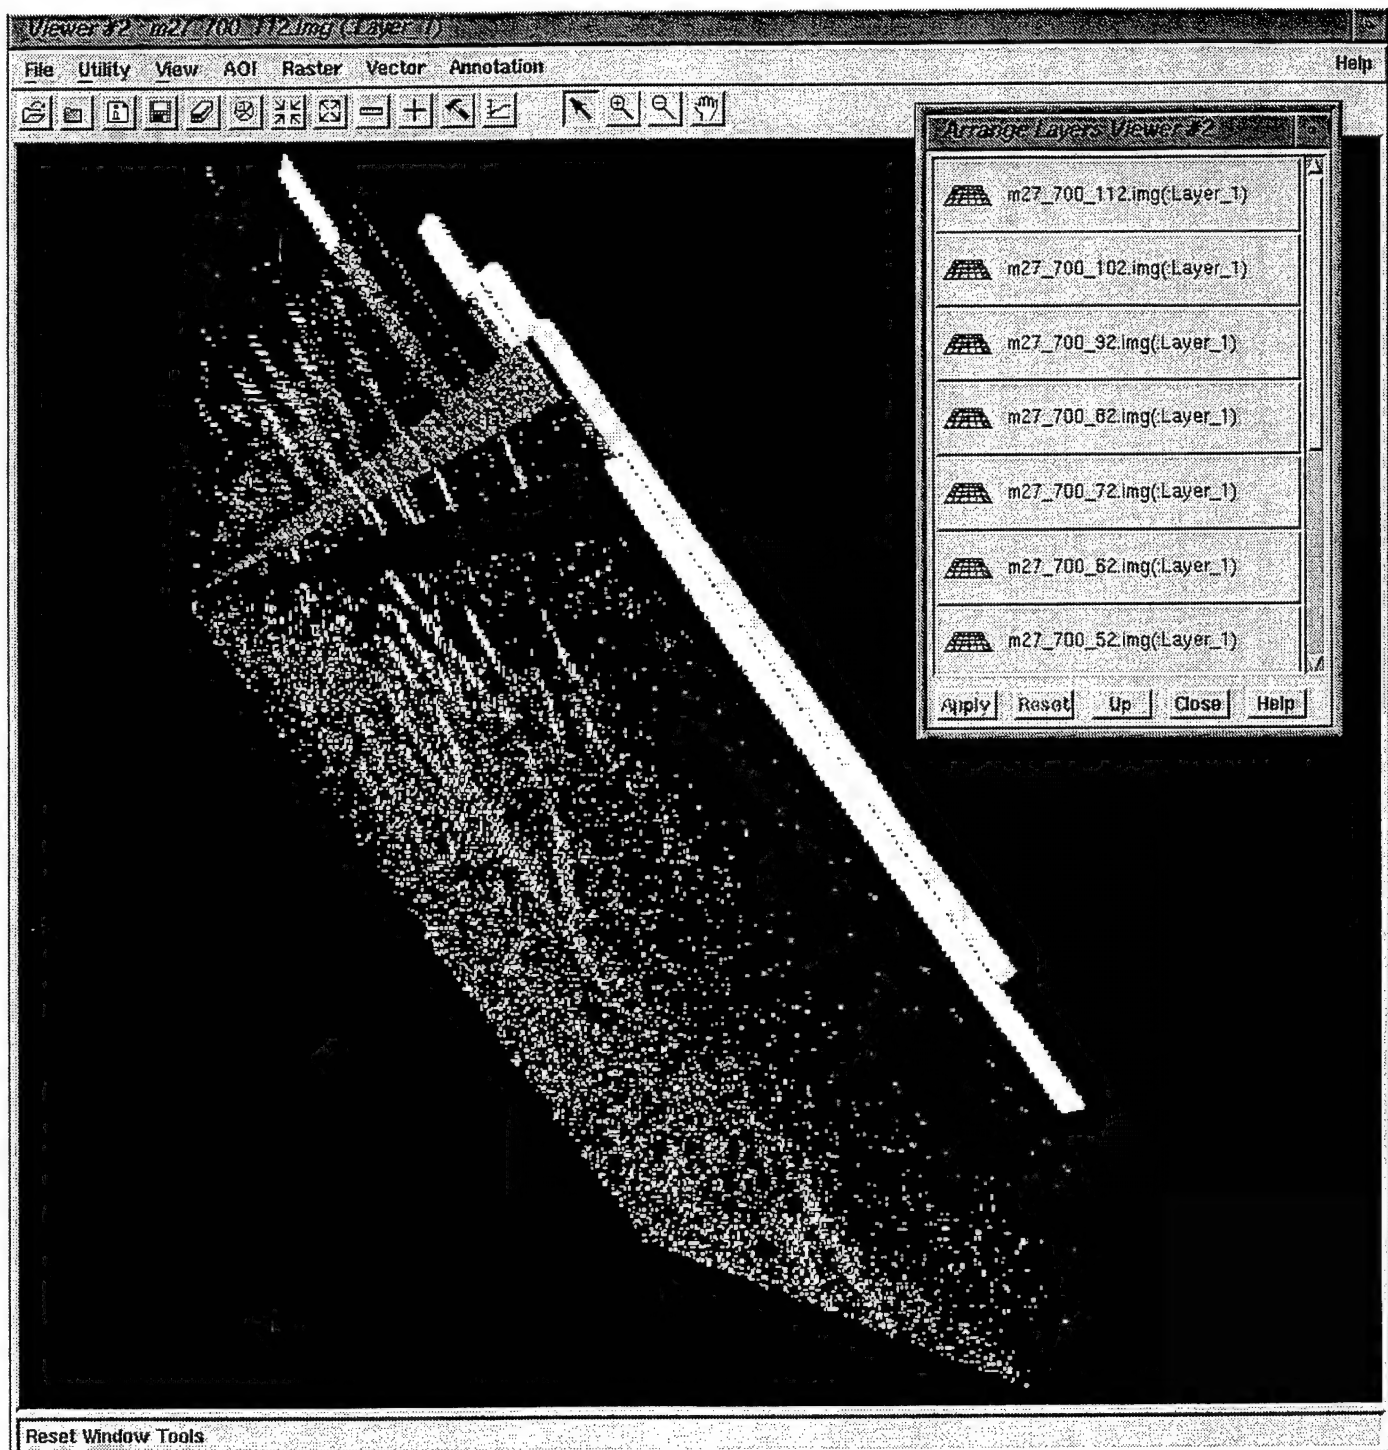 Viewer #2 m27_700_112.img (:Layer_1)
File Utility View AOI Raster Vector Annotation Help
Arrange Layers Viewer #2
m27_700_112.img(:Layer_1)
m27_700_102.img(:Layer_1)
m27_700_92.img(:Layer_1)
m27_700_82.img(:Layer_1)
m27_700_72.img(:Layer_1)
m27_700_62.img(:Layer_1)
m27_700_52.img(:Layer_1)
Apply Reset Up Close Help
Reset Window Tools